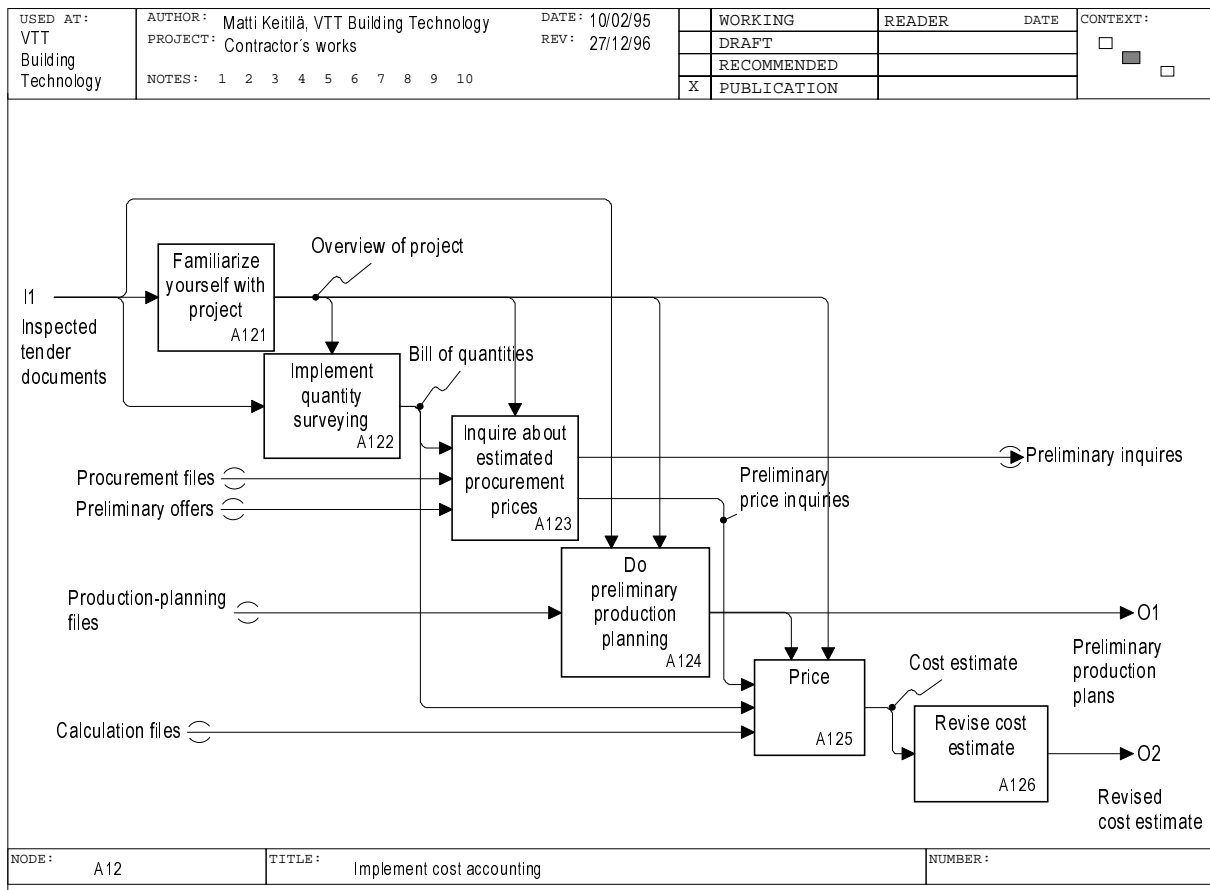 USED AT:
VTT
Building
Technology
AUTHOR: Matti Keitilä, VTT Building Technology
PROJECT: Contractor´s works
NOTES: 1 2 3 4 5 6 7 8 9 10
DATE: 10/02/95
REV: 27/12/96
WORKING
DRAFT
RECOMMENDED
X PUBLICATION
READER DATE
CONTEXT:
Familiarize
yourself with
project
A121
Overview of project
I1
Inspected
tender
documents
Implement
quantity
surveying
A122
Bill of quantities
Inquire about
estimated
procurement
prices
A123
Procurement files
Preliminary offers
Preliminary inquires
Preliminary
price inquiries
Do
preliminary
production
planning
A124
Production-planning
files
O1
Preliminary
production
plans
Price
A125
Cost estimate
Calculation files
Revise cost
estimate
A126
O2
Revised
cost estimate
NODE: A12
TITLE: Implement cost accounting
NUMBER: